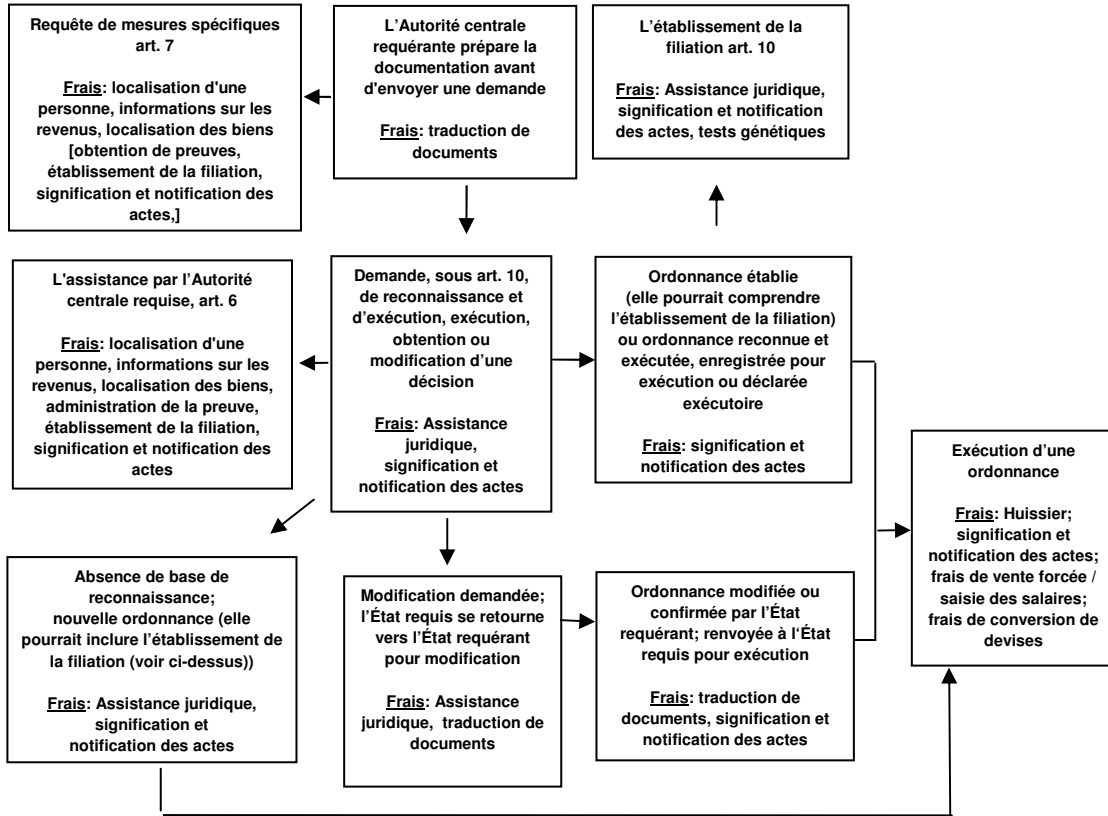 Requête de mesures spécifiques
art. 7
Frais: localisation d'une
personne, informations sur les
revenus, localisation des biens
[obtention de preuves,
établissement de la filiation,
signification et notification des
actes,]
L'Autorité centrale
requérante prépare la
documentation avant
d'envoyer une demande
Frais: traduction de
documents
L'établissement de la
filiation art. 10
Frais: Assistance juridique,
signification et notification
des actes, tests génétiques
L'assistance par l'Autorité
centrale requise, art. 6
Frais: localisation d'une
personne, informations sur les
revenus, localisation des biens,
administration de la preuve,
établissement de la filiation,
signification et notification des
actes
Demande, sous art. 10,
de reconnaissance et
d'exécution, exécution,
obtention ou
modification d'une
décision
Frais: Assistance
juridique,
signification et
notification des actes
Ordonnance établie
(elle pourrait comprendre
l'établissement de la filiation)
ou ordonnance reconnue et
exécutée, enregistrée pour
exécution ou déclarée
exécutoire
Frais: signification et
notification des actes
Exécution d'une
ordonnance
Frais: Huissier;
signification et
notification des actes;
frais de vente forcée /
saisie des salaires;
frais de conversion de
devises
Absence de base de
reconnaissance;
nouvelle ordonnance (elle
pourrait inclure l'établissement de
la filiation (voir ci-dessus))
Frais: Assistance juridique,
signification et
notification des actes
Modification demandée;
l'État requis se retourne
vers l'État requérant
pour modification
Frais: Assistance
juridique, traduction de
documents
Ordonnance modifiée ou
confirmée par l'État
requérant; renvoyée à l'État
requis pour exécution
Frais: traduction de
documents, signification et
notification des actes